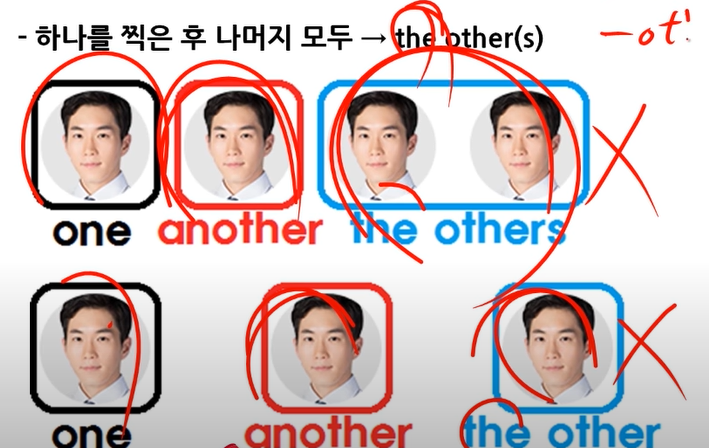 - 하나를 찍은 후 나머지 모두 → the other(s)
one another the others
one another the other